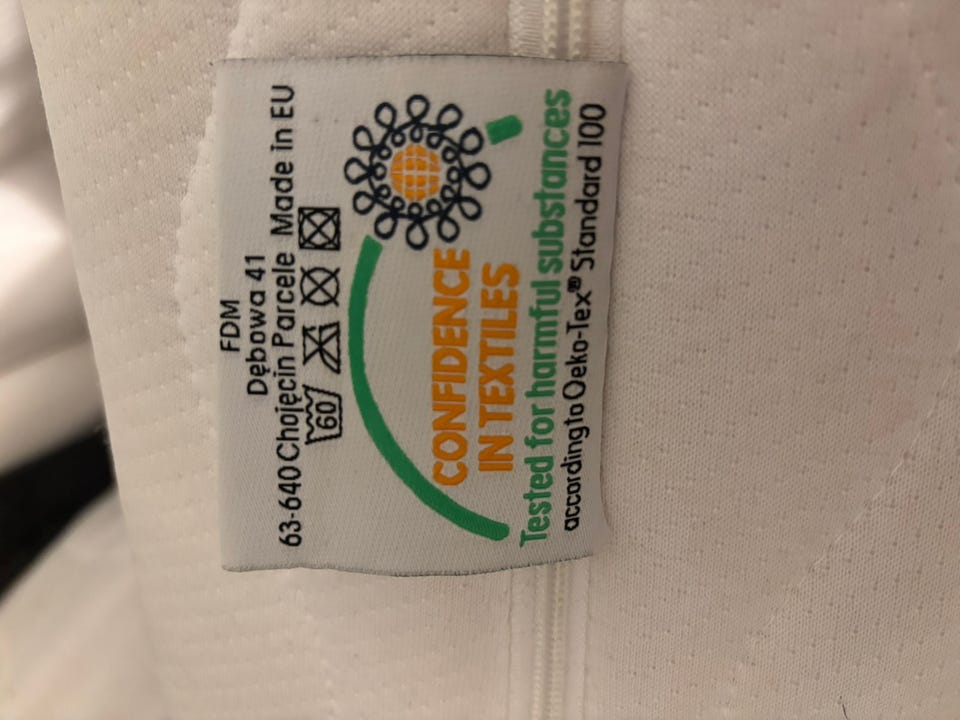 FDM
Dębowa 41
63-640 Chojęcin Parcele Made in EU
60
CONFIDENCE
IN TEXTILES
Tested for harmful substances
according to Oeko-Tex® Standard 100